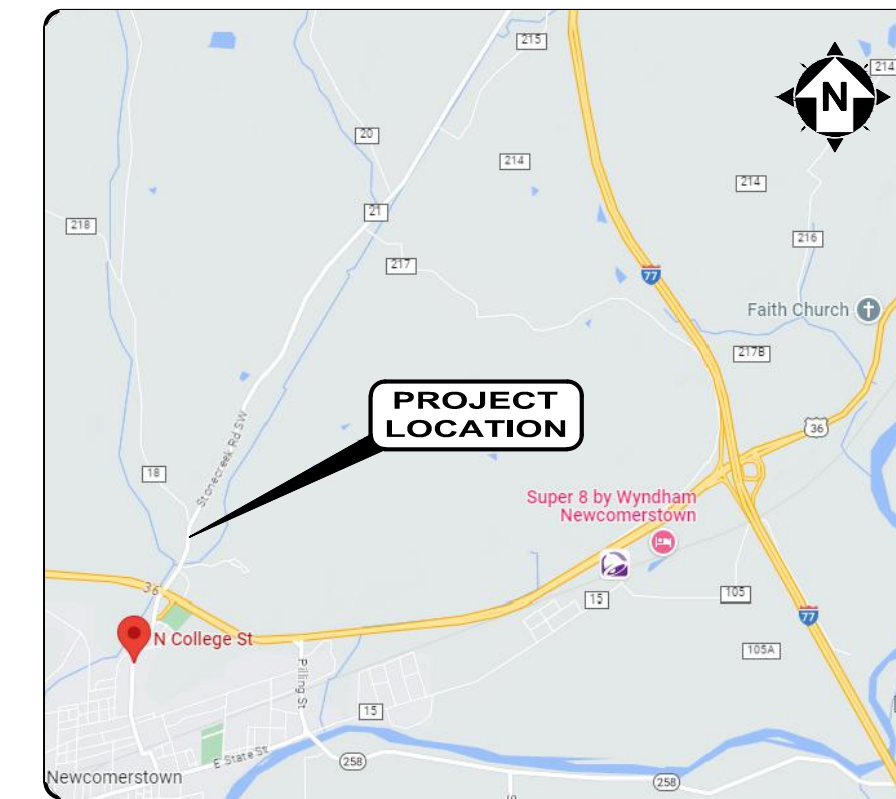 215
N
214
20
214
214
21
218
216
217
77
Faith Church
217B
PROJECT
LOCATION
36
Stonecreek Rd SW
18
Super 8 by Wyndham
Newcomerstown
36
15
105
77
N College St
105A
Pilling St
15
E State St
258
Newcomerstown
258